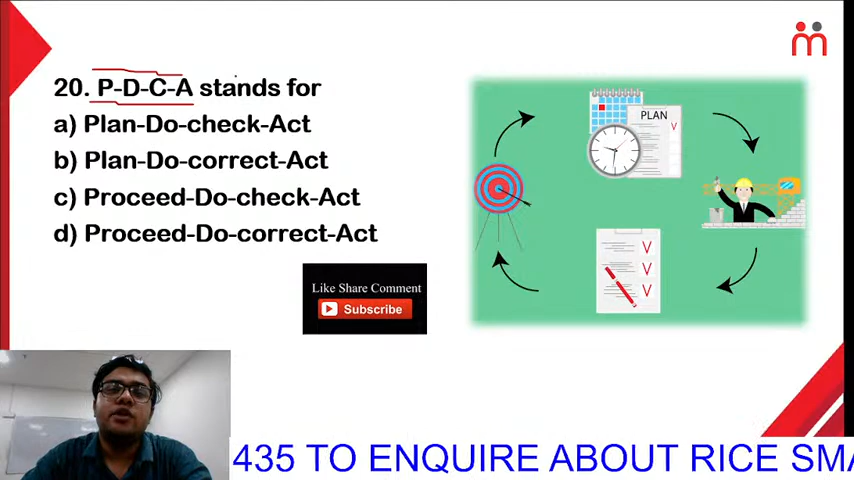 20. P-D-C-A stands for
a) Plan-Do-check-Act
b) Plan-Do-correct-Act
c) Proceed-Do-check-Act
d) Proceed-Do-correct-Act
PLAN
Like Share Comment
Subscribe
435 TO ENQUIRE ABOUT RICE SMA